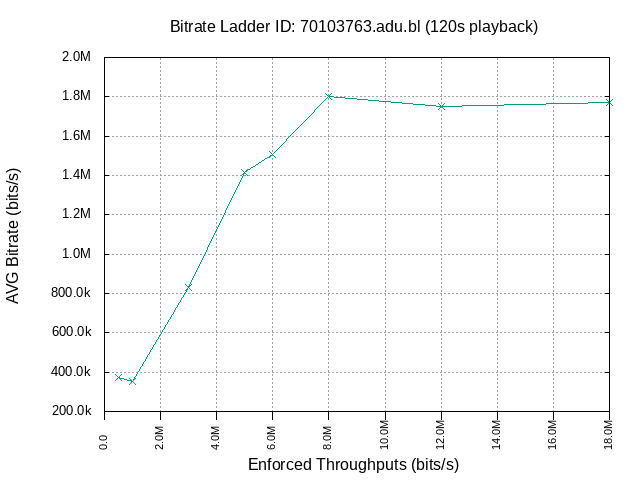 Bitrate Ladder ID: 70103763.adu.bl (120s playback)
2.0M
1.8M
1.6M
1.4M
1.2M
1.0M
800.0k
600.0k
400.0k
200.0k
AVG Bitrate (bits/s)
0.0
2.0M
4.0M
6.0M
8.0M
10.0M
12.0M
14.0M
16.0M
18.0M
Enforced Throughputs (bits/s)